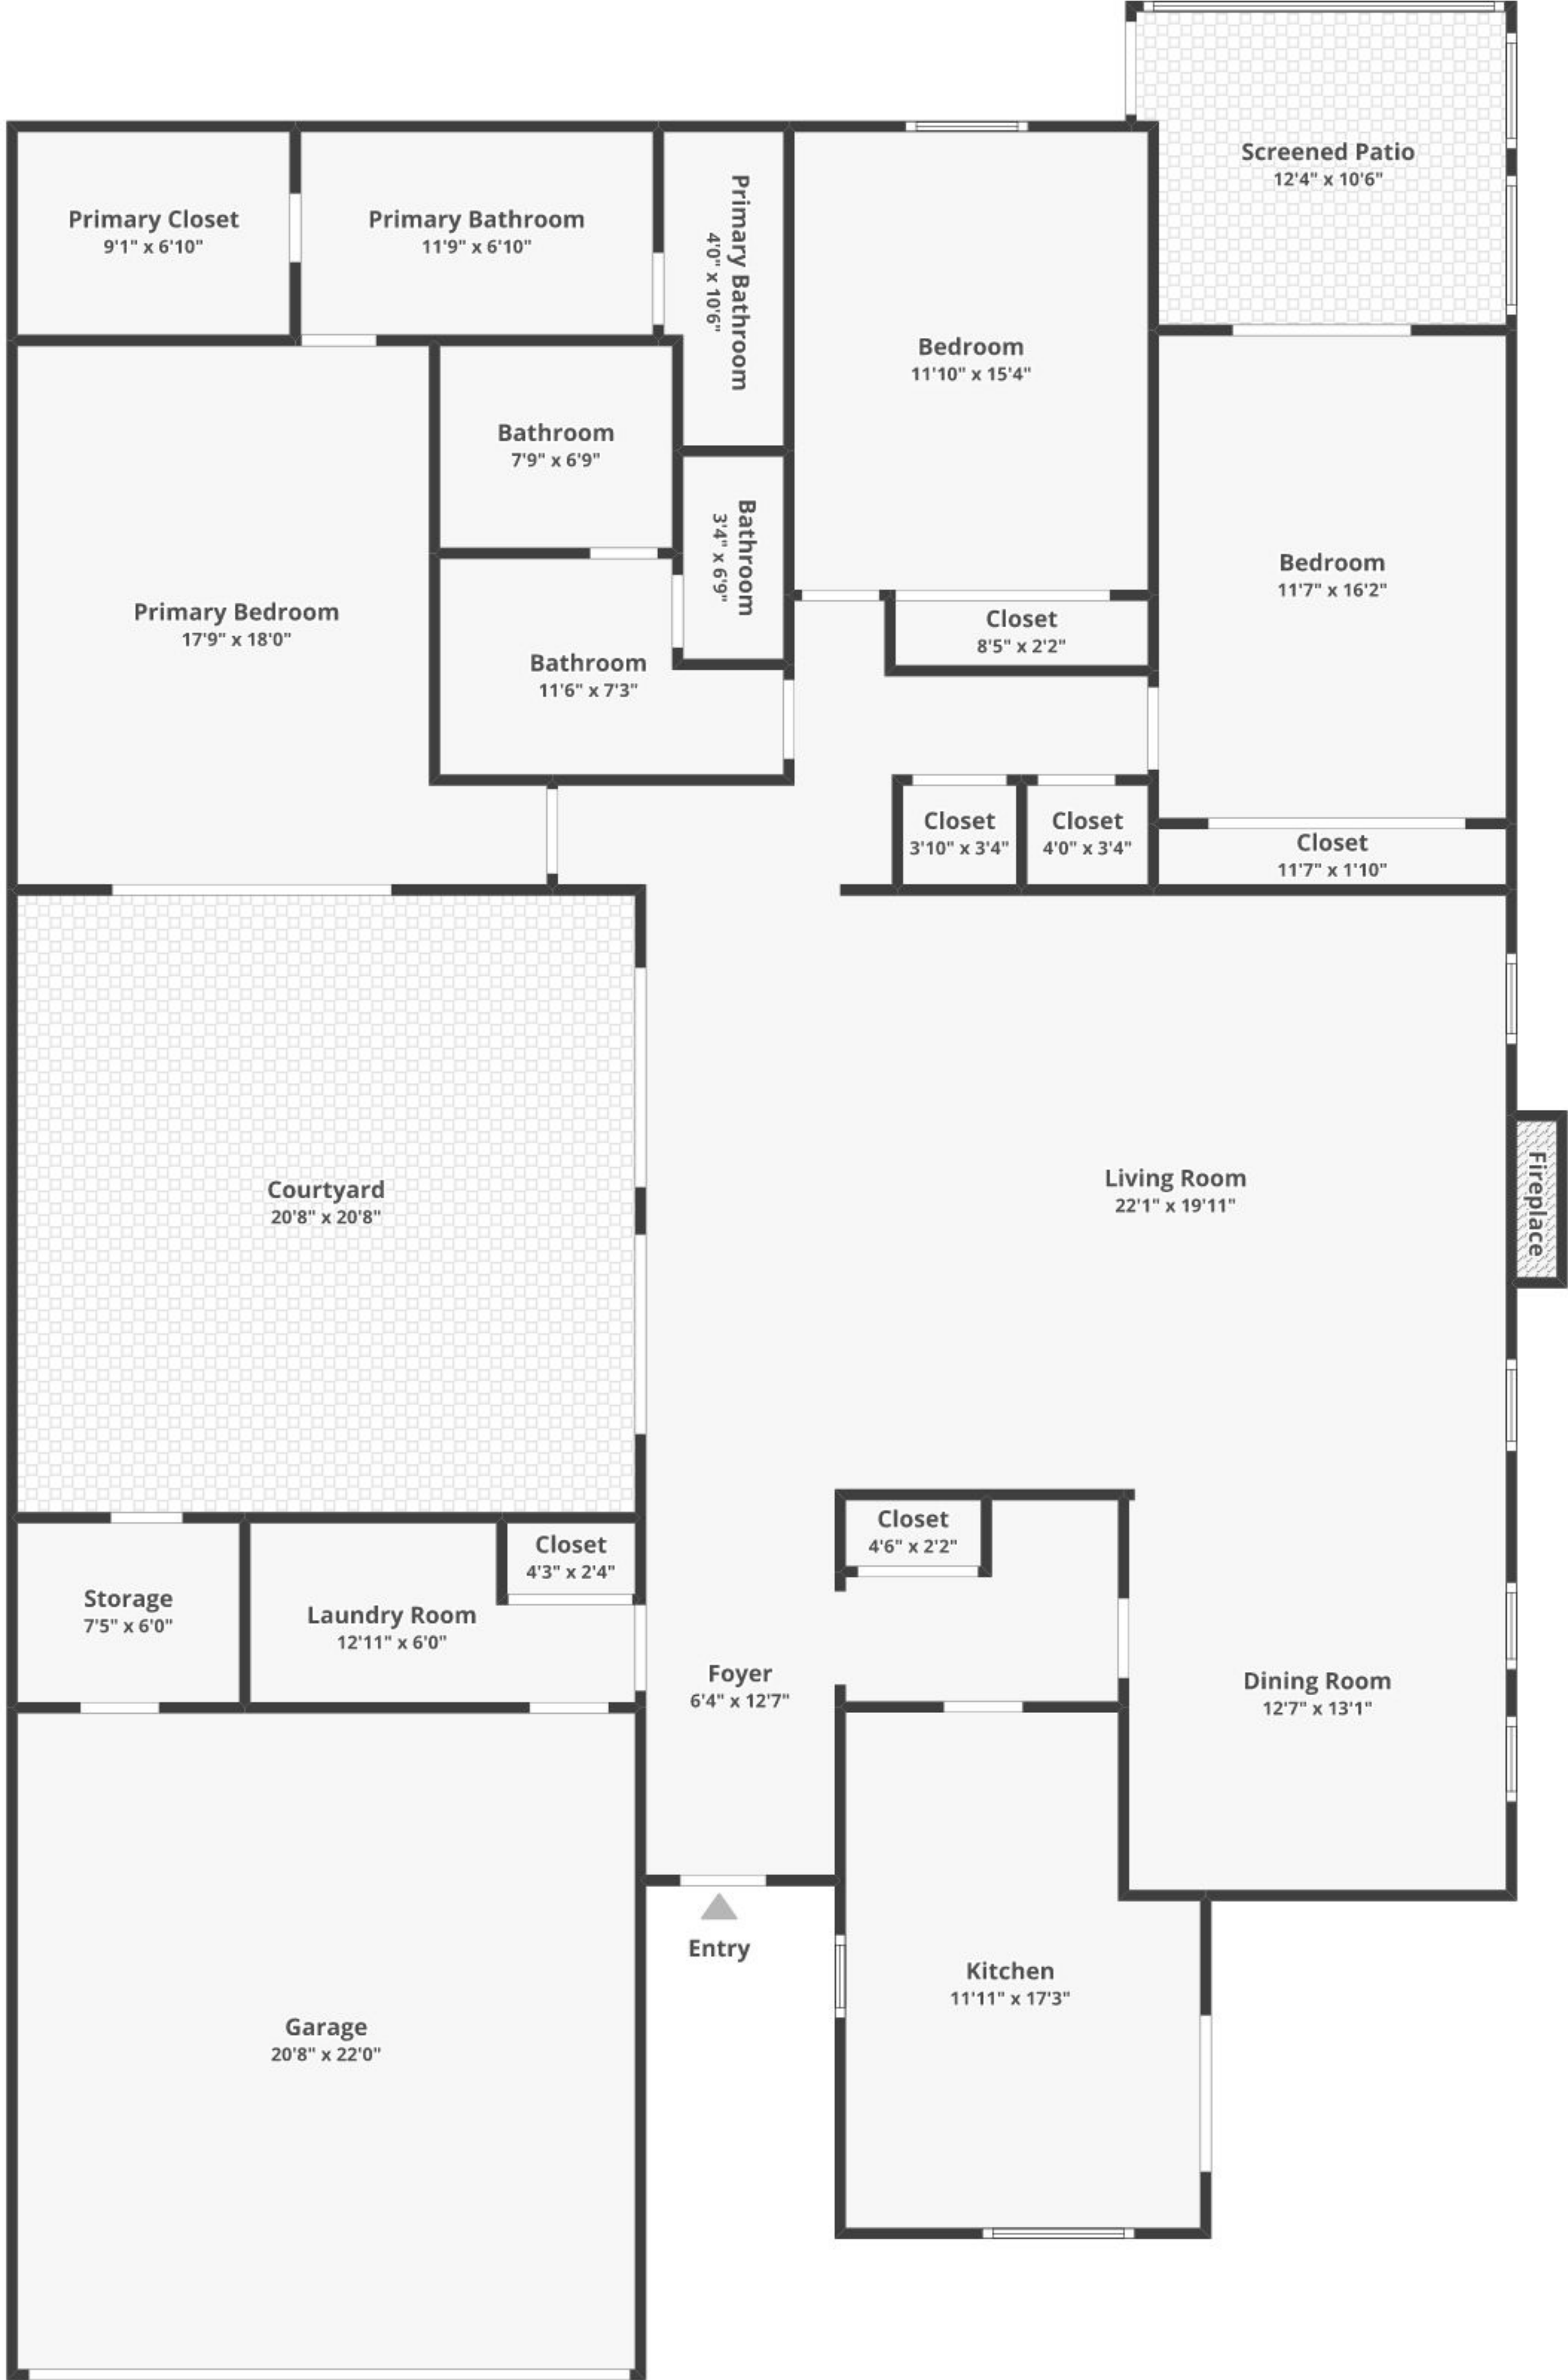 Screened Patio
12'4" x 10'6"
Primary Closet
9'1" x 6'10"
Primary Bathroom
11'9" x 6'10"
Primary Bathroom
4'0" x 10'6"
Bedroom
11'10" x 15'4"
Bathroom
7'9" x 6'9"
Bathroom
3'4" x 6'9"
Bedroom
11'7" x 16'2"
Primary Bedroom
17'9" x 18'0"
Closet
8'5" x 2'2"
Bathroom
11'6" x 7'3"
Closet
3'10" x 3'4"
Closet
4'0" x 3'4"
Closet
11'7" x 1'10"
Courtyard
20'8" x 20'8"
Living Room
22'1" x 19'11"
Fireplace
Closet
4'6" x 2'2"
Closet
4'3" x 2'4"
Storage
7'5" x 6'0"
Laundry Room
12'11" x 6'0"
Foyer
6'4" x 12'7"
Dining Room
12'7" x 13'1"
Entry
Kitchen
11'11" x 17'3"
Garage
20'8" x 22'0"